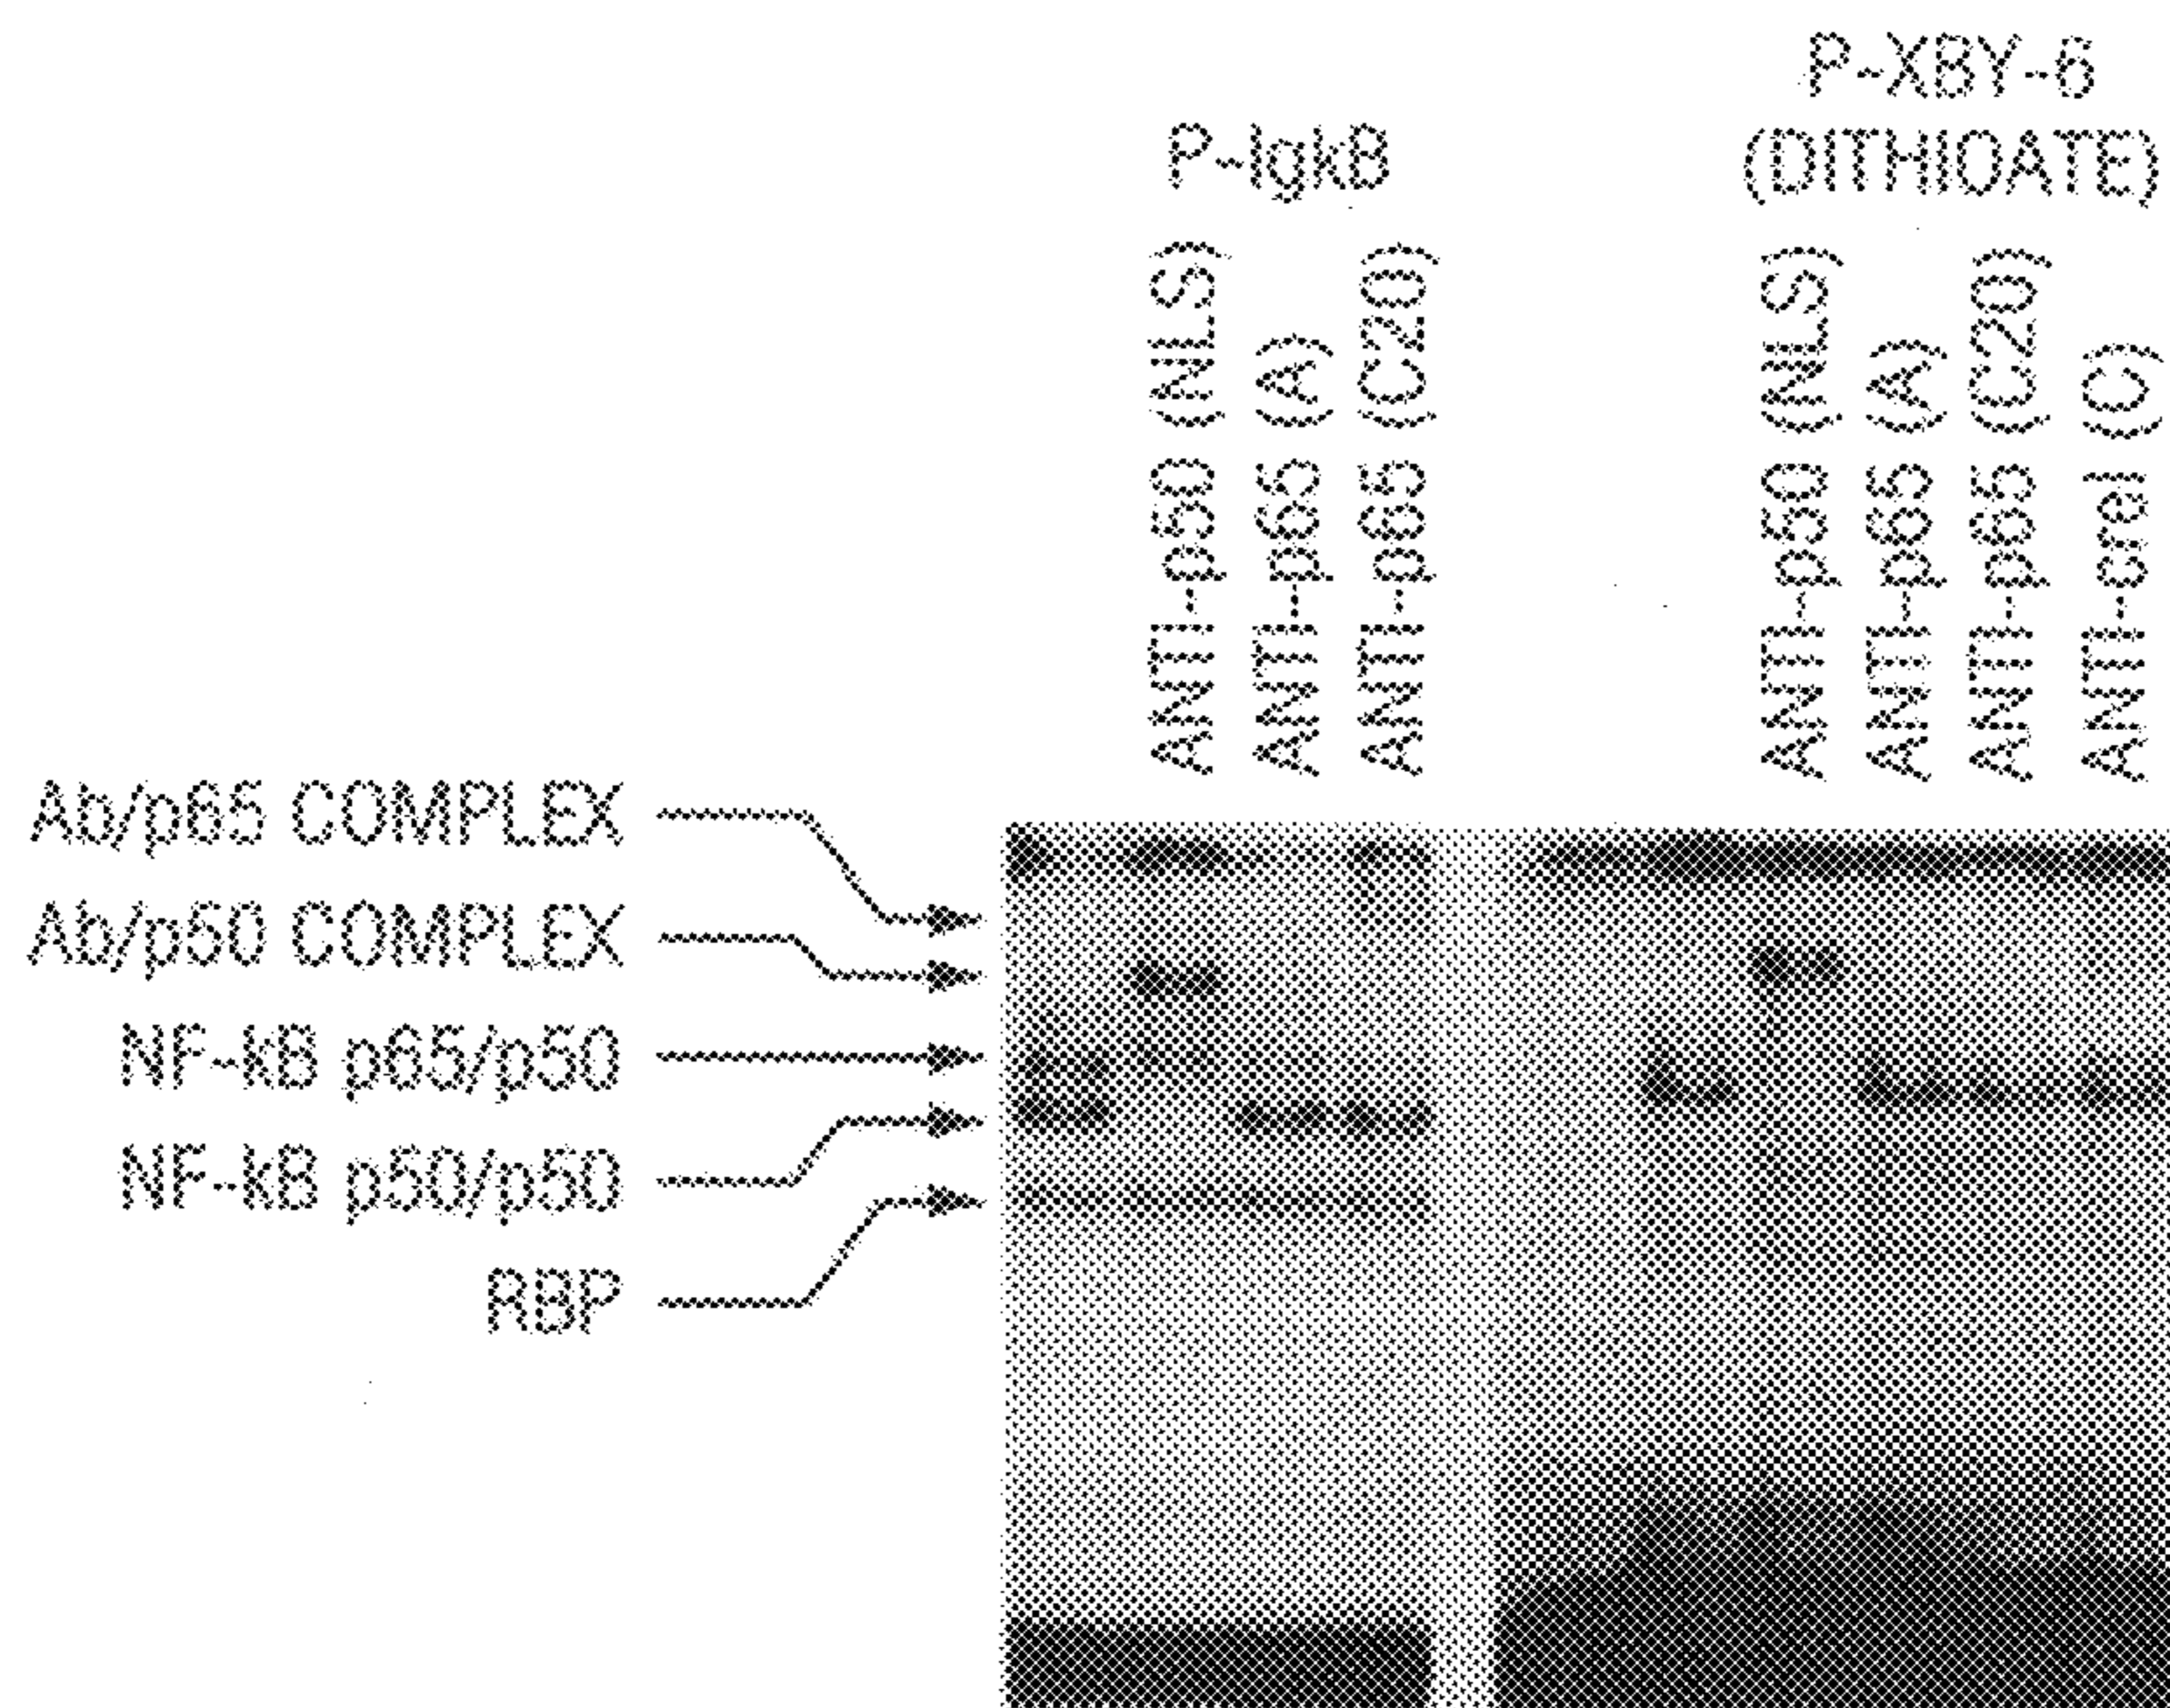 P-IgkB
ANTI-p50 (NLS)
ANTI-p65 (A)
ANTI-p65 (C20)
P-XBY-6
(DITHIOATE)
ANTI-p50 (NLS)
ANTI-p65 (A)
ANTI-p65 (C20)
ANTI-crel (C)
Ab/p65 COMPLEX
Ab/p50 COMPLEX
NF-kB p65/p50
NF-kB p50/p50
RBP